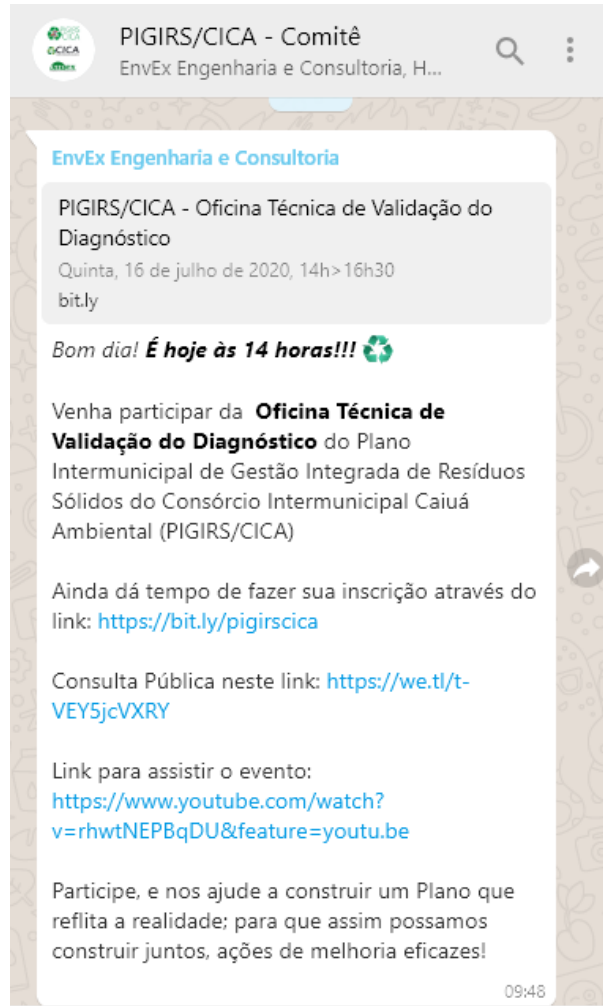 PIGIRS/CICA - Comitê
EnvEx Engenharia e Consultoria, H...
CICA
EnvEx Engenharia e Consultoria
PIGIRS/CICA - Oficina Técnica de Validação do
Diagnóstico
Quinta, 16 de julho de 2020, 14h>16h30
bit.ly
Bom dia! É hoje às 14 horas!!!
Venha participar da Oficina Técnica de
Validação do Diagnóstico do Plano
Intermunicipal de Gestão Integrada de Resíduos
Sólidos do Consórcio Intermunicipal Caiuá
Ambiental (PIGIRS/CICA)
Ainda dá tempo de fazer sua inscrição através do
link: https://bit.ly/pigirscica
Consulta Pública neste link: https://we.tl/t-
VEY5jcVXRY
Link para assistir o evento:
https://www.youtube.com/watch?
v=rhwtNEPBqDU&feature=youtu.be
Participe, e nos ajude a construir um Plano que
reflita a realidade; para que assim possamos
construir juntos, ações de melhoria eficazes!
09:48